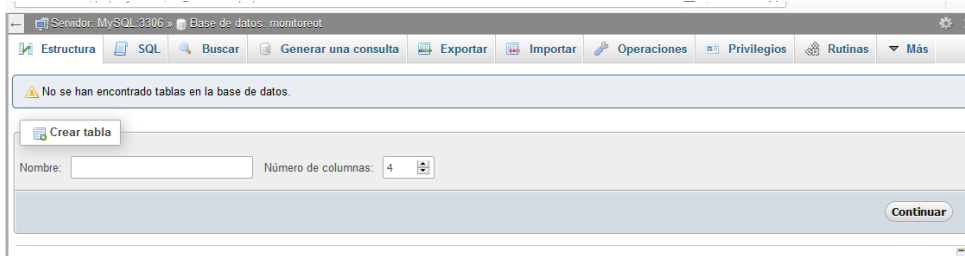 Servidor: MySQL:3306 » Base de datos: monitoreot
Estructura SQL Buscar Generar una consulta Exportar Importar Operaciones Privilegios Rutinas Más
No se han encontrado tablas en la base de datos.
Crear tabla
Nombre: Número de columnas: 4
Continuar